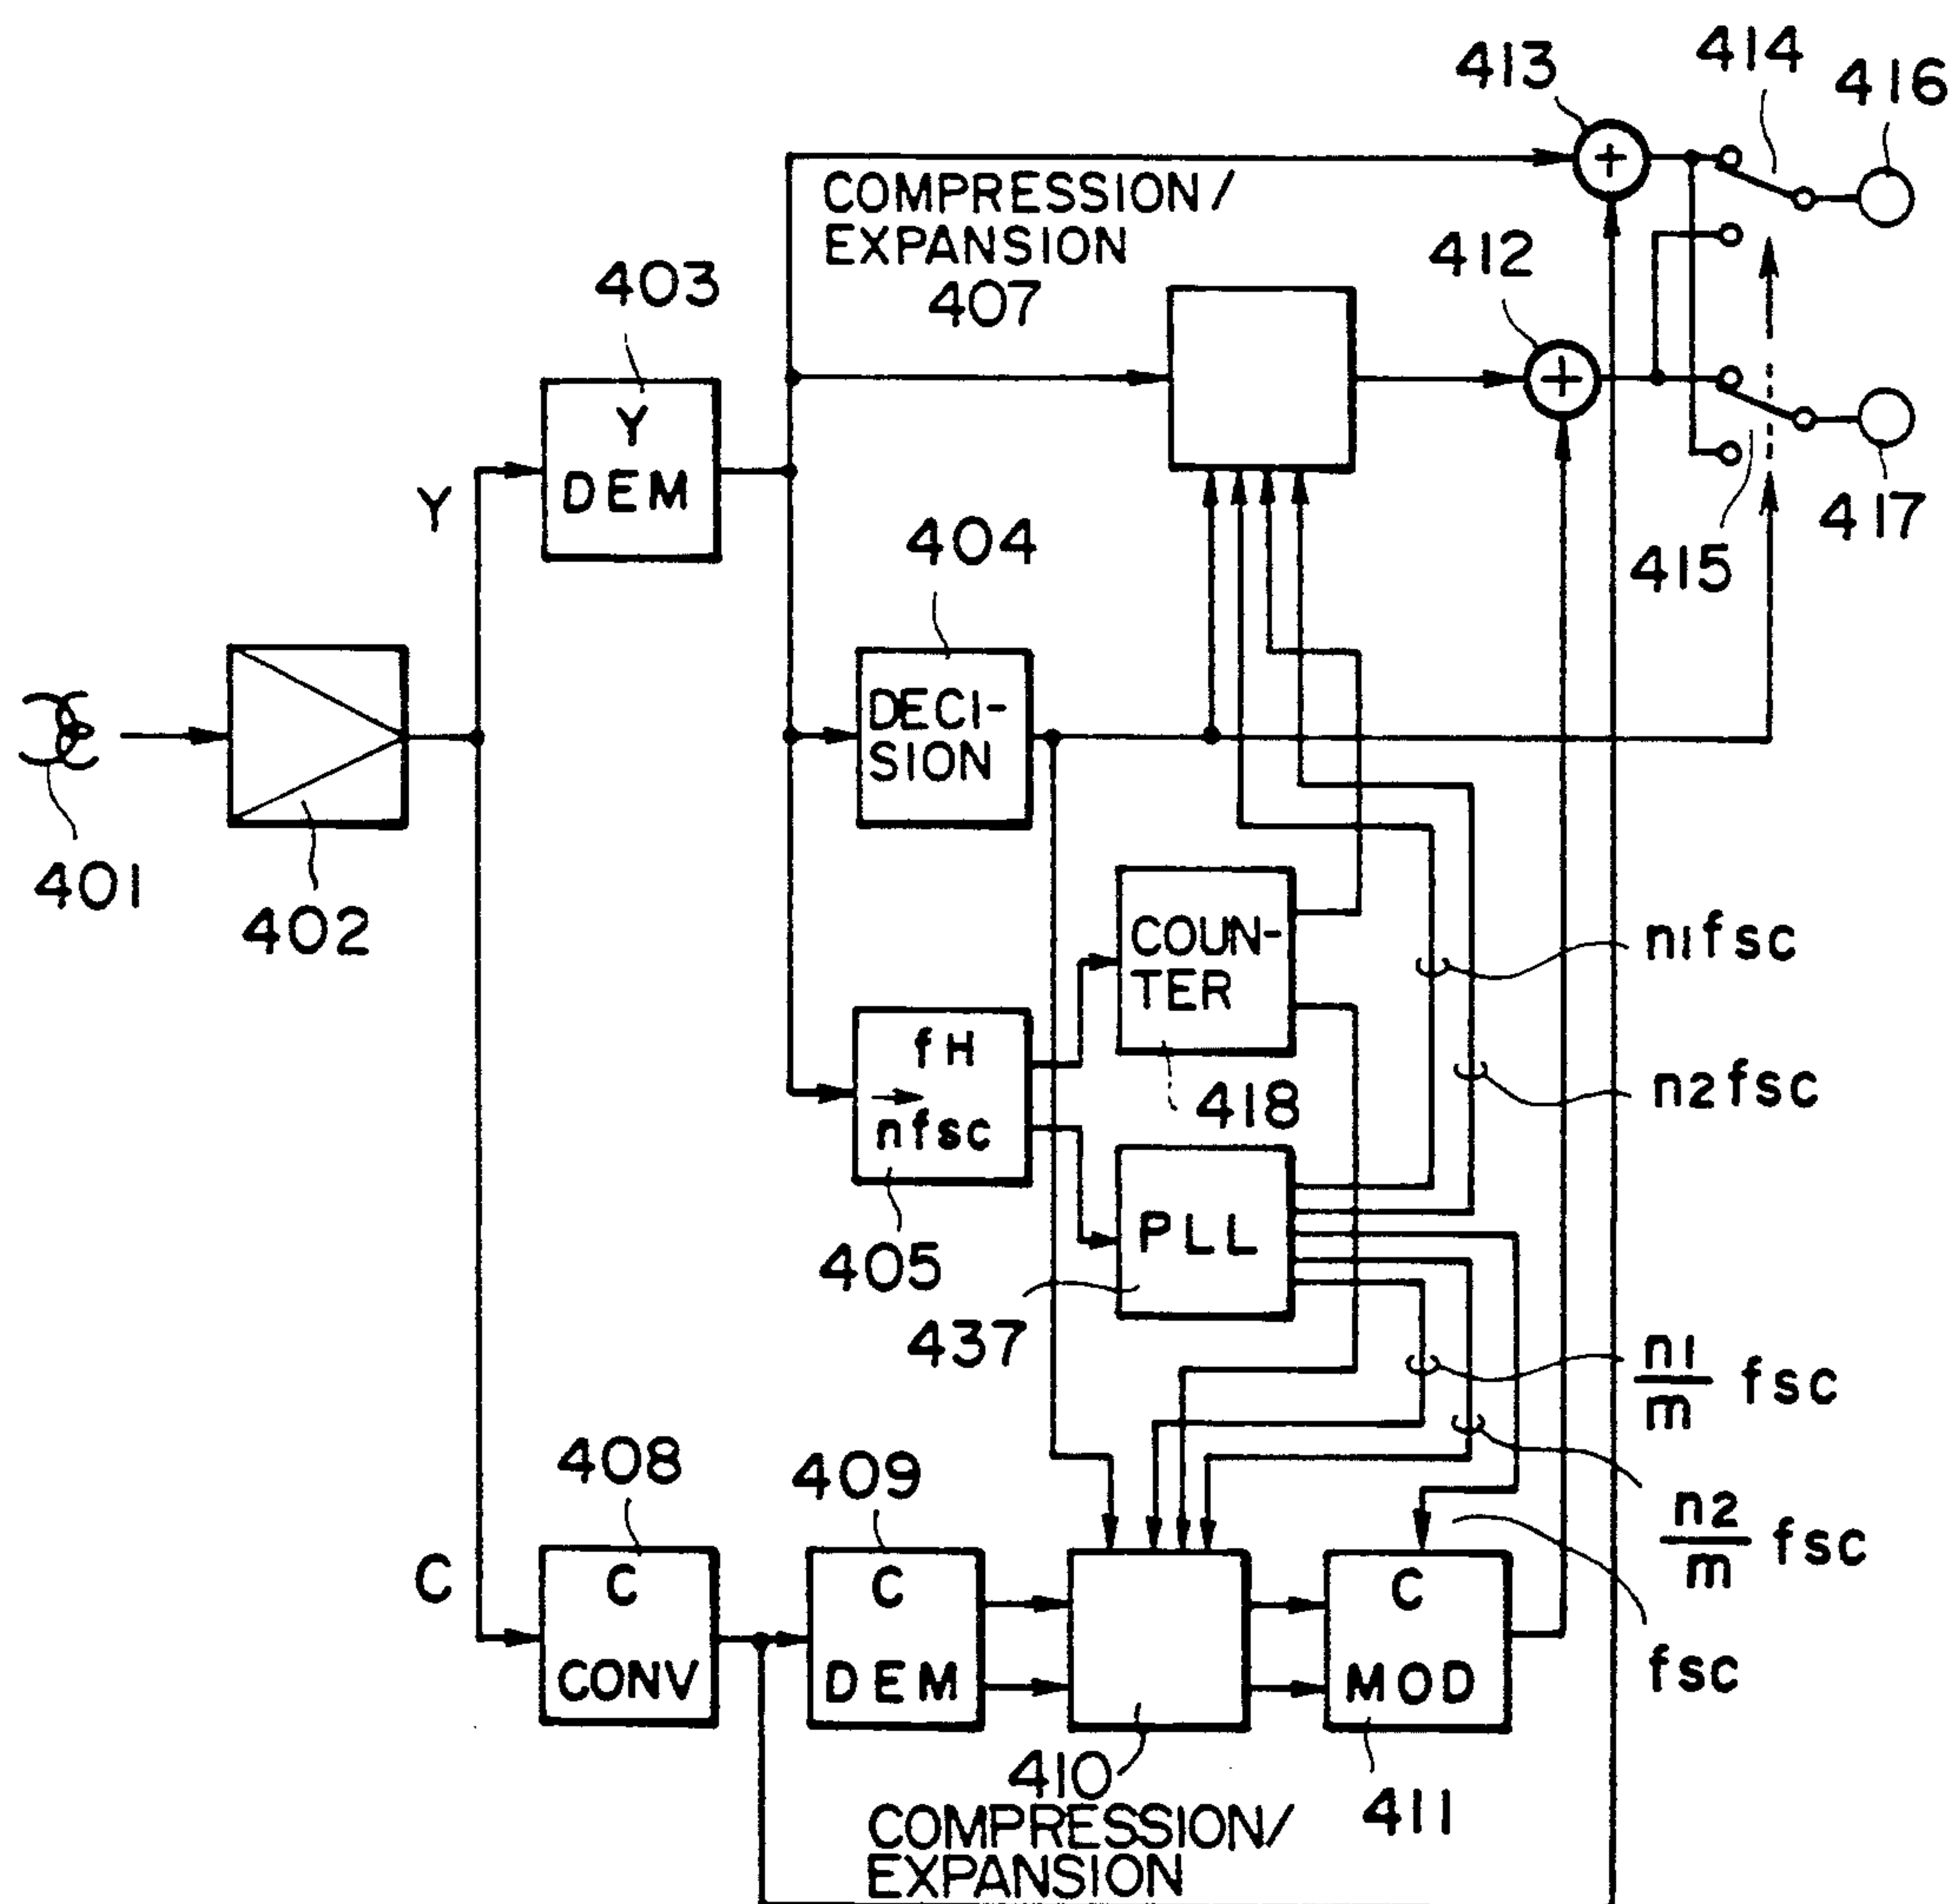 414
413
416
COMPRESSION/
EXPANSION
407
412
403
Y
DEM
Y
404
417
415
DECI-
SION
401
402
COUN-
TER
n1fsc
fH
→
nfsc
418
n2fsc
405
PLL
437
n1/m fsc
408
409
n2/m fsc
C
C
CONV
C
DEM
C
MOD
fsc
410
411
COMPRESSION/
EXPANSION
+
+